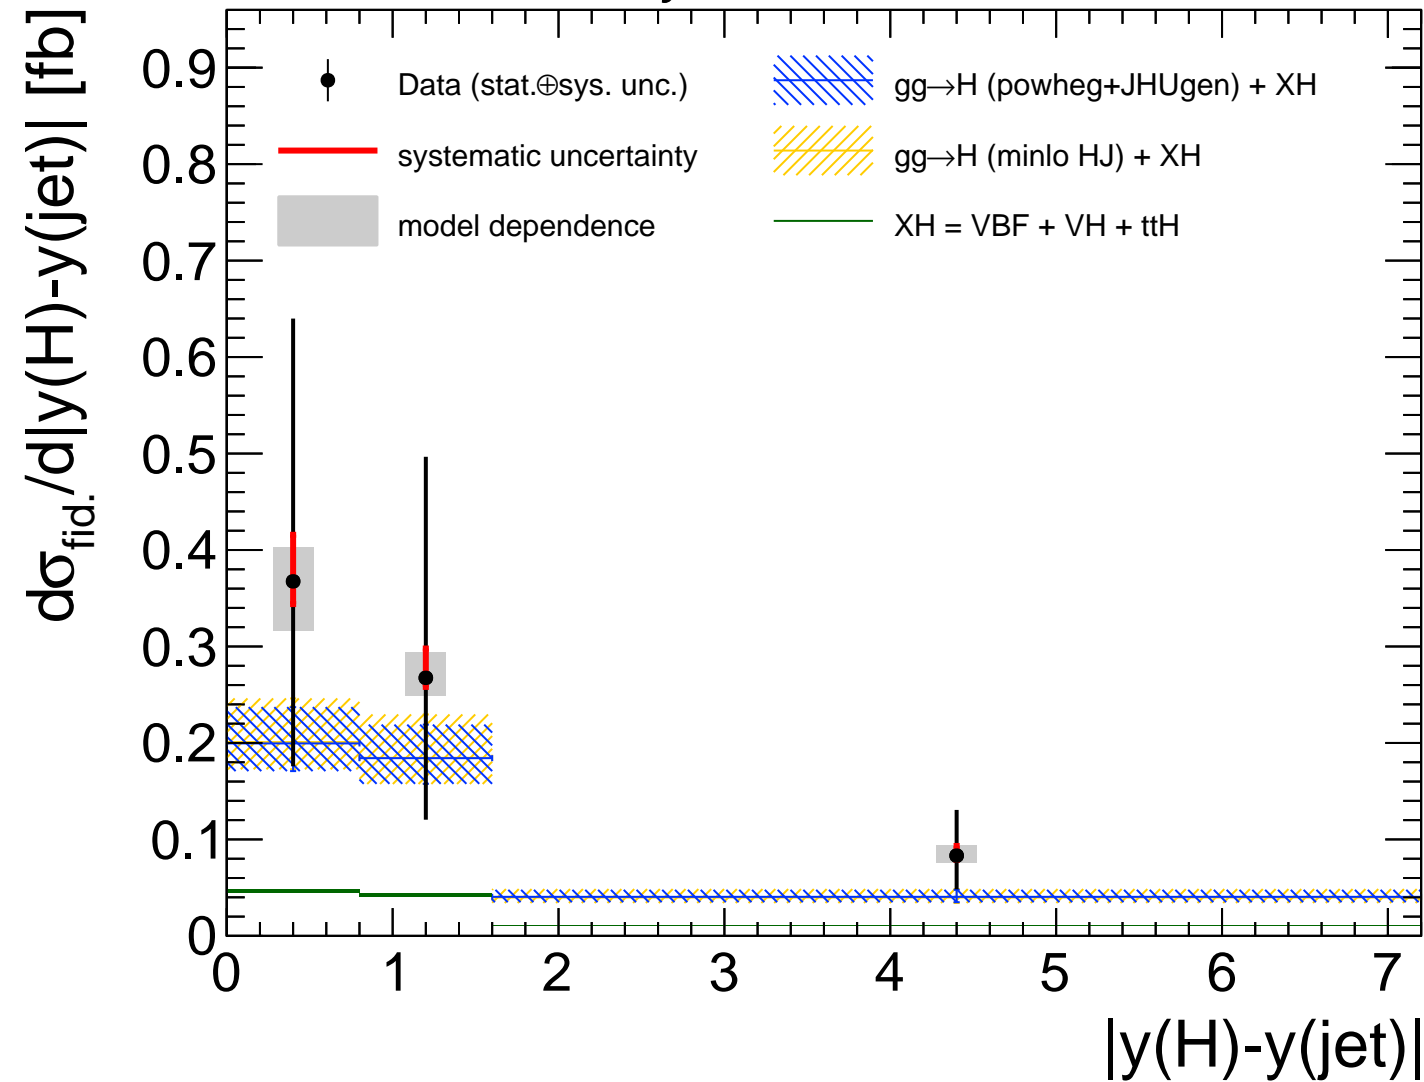 dσfid./d|y(H)-y(jet)| [fb]
0.9
0.8
0.7
0.6
0.5
0.4
0.3
0.2
0.1
0
Data (stat.⊕sys. unc.)
systematic uncertainty
model dependence
gg→H (powheg+JHUgen) + XH
gg→H (minlo HJ) + XH
XH = VBF + VH + ttH
0 1 2 3 4 5 6 7
|y(H)-y(jet)|